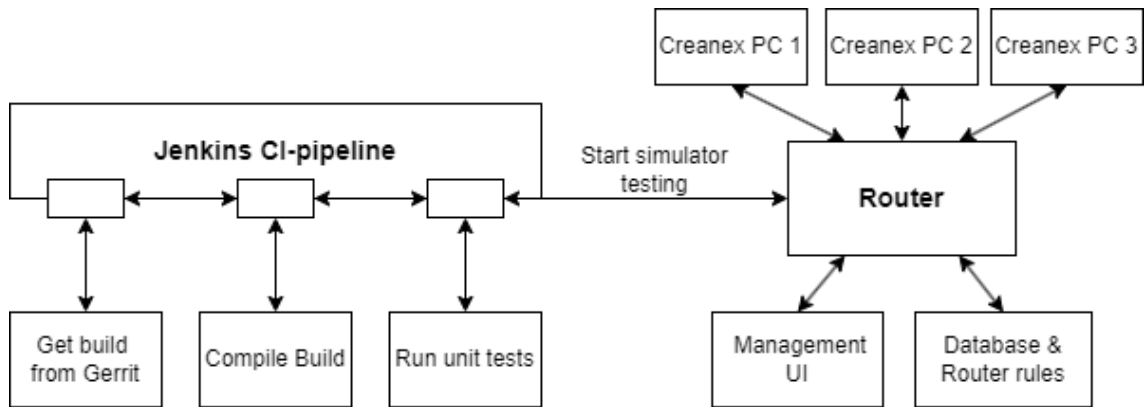 Creanex PC 1
Creanex PC 2
Creanex PC 3
Jenkins CI-pipeline
Start simulator
testing
Router
Get build
from Gerrit
Compile Build
Run unit tests
Management
UI
Database &
Router rules